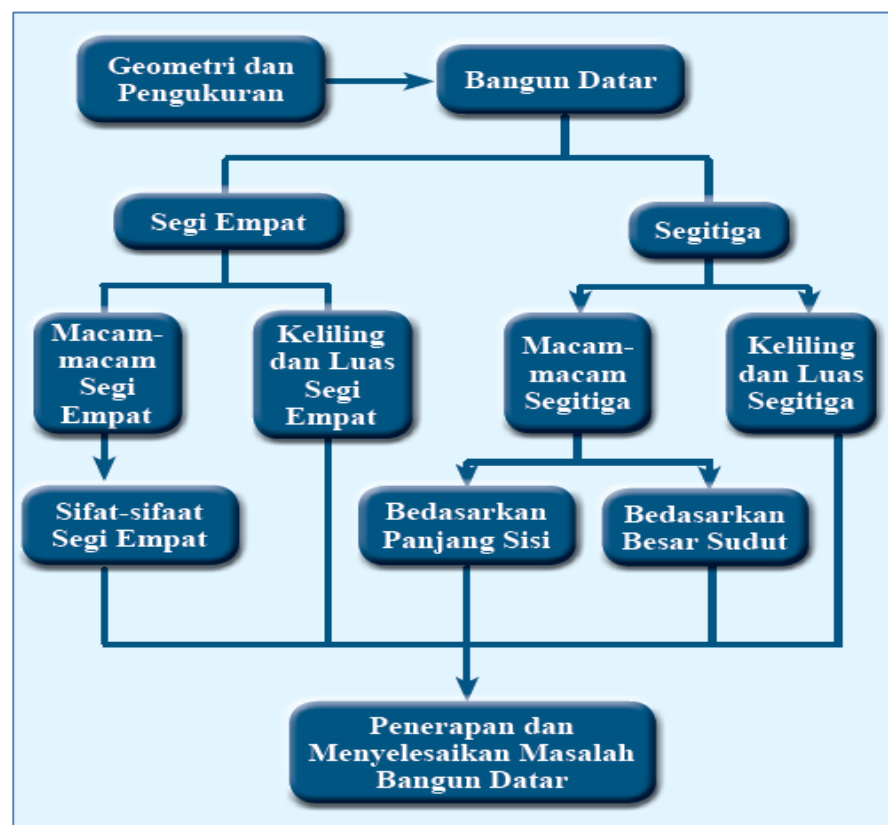 Geometri dan
Pengukuran
Bangun Datar
Segi Empat
Segitiga
Macam-
macam
Segi
Empat
Keliling
dan Luas
Segi
Empat
Macam-
macam
Segitiga
Keliling
dan Luas
Segitiga
Sifat-sifaat
Segi Empat
Bedasarkan
Panjang Sisi
Bedasarkan
Besar Sudut
Penerapan dan
Menyelesaikan Masalah
Bangun Datar